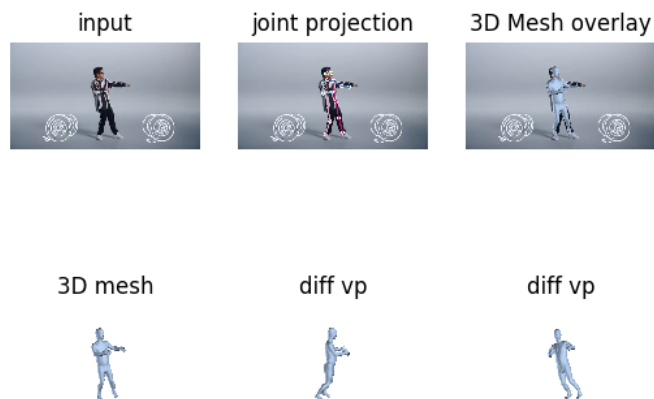 input
joint projection
3D Mesh overlay
3D mesh
diff vp
diff vp